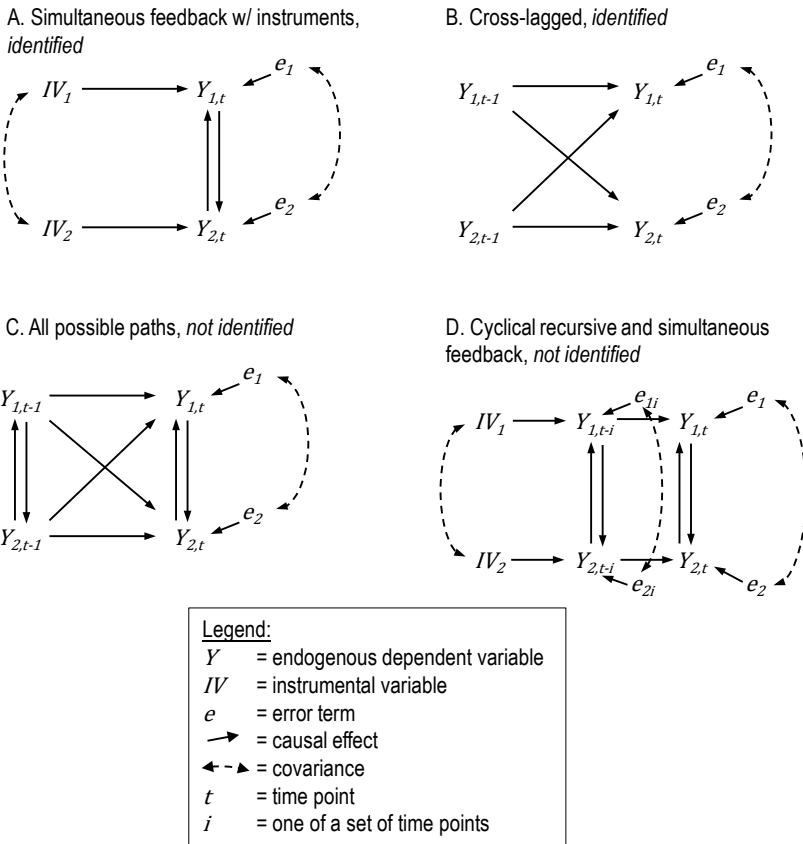 A. Simultaneous feedback w/ instruments,
identified
IV1
Y1,t
e1
IV2
Y2,t
e2
B. Cross-lagged, identified
Y1,t-1
Y1,t
e1
Y2,t-1
Y2,t
e2
C. All possible paths, not identified
Y1,t-1
Y1,t
e1
Y2,t-1
Y2,t
e2
D. Cyclical recursive and simultaneous
feedback, not identified
IV1
Y1,t-i
e1i
Y1,t
e1
IV2
Y2,t-i
e2i
Y2,t
e2
Legend:
Y = endogenous dependent variable
IV = instrumental variable
e = error term
= causal effect
= covariance
t = time point
i = one of a set of time points